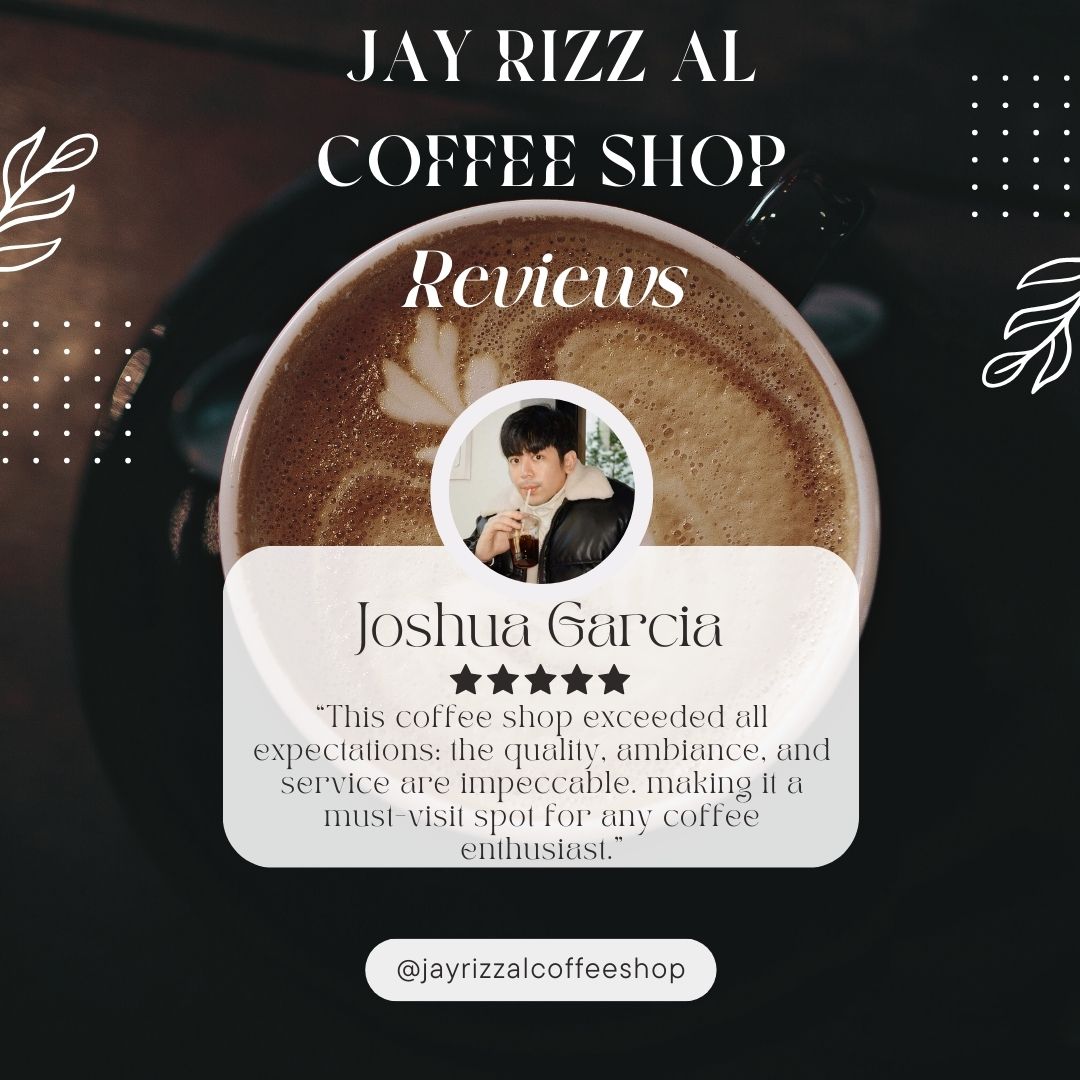 JAY RIZZ AL
COFFEE SHOP
Reviews
Joshua Garcia
“This coffee shop exceeded all
expectations: the quality, ambiance, and
service are impeccable. making it a
must-visit spot for any coffee
enthusiast.”
@jayrizzalcoffeeshop